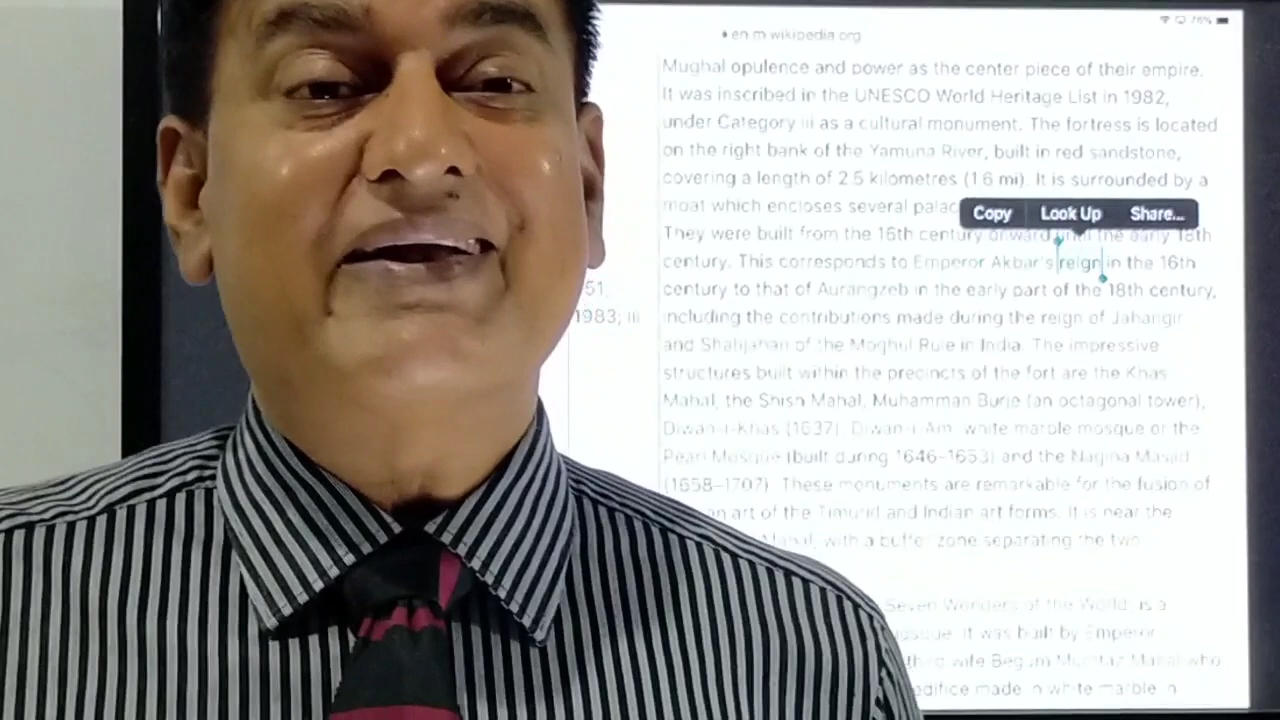 76%
en.m.wikipedia.org
Mughal opulence and power as the center piece of their empire.
It was inscribed in the UNESCO World Heritage List in 1982,
under Category iii as a cultural monument. The fortress is located
on the right bank of the Yamuna River, built in red sandstone,
covering a length of 2.5 kilometres (1.6 mi). It is surrounded by a
moat which encloses several palac
Copy Look Up Share...
They were built from the 16th century onward until the early 18th
century. This corresponds to Emperor Akbar's reign in the 16th
51,
century to that of Aurangzeb in the early part of the 18th century,
1983; iii
including the contributions made during the reign of Jahangir
and Shahjahan of the Moghul Rule in India. The impressive
structures built within the precincts of the fort are the Khas
Mahal, the Shish Mahal, Muhamman Burje (an octagonal tower),
Diwan-i-Khas (1637), Diwan-i-Am, white marble mosque or the
Pearl Mosque (built during 1646–1653) and the Nagina Masjid
(1658–1707). These monuments are remarkable for the fusion of
an art of the Timurid and Indian art forms. It is near the
Mahal, with a buffer zone separating the two
Seven Wonders of the World, is a
mosque. It was built by Emperor
wife Begum Mumtaz Mahal who
edifice made in white marble in